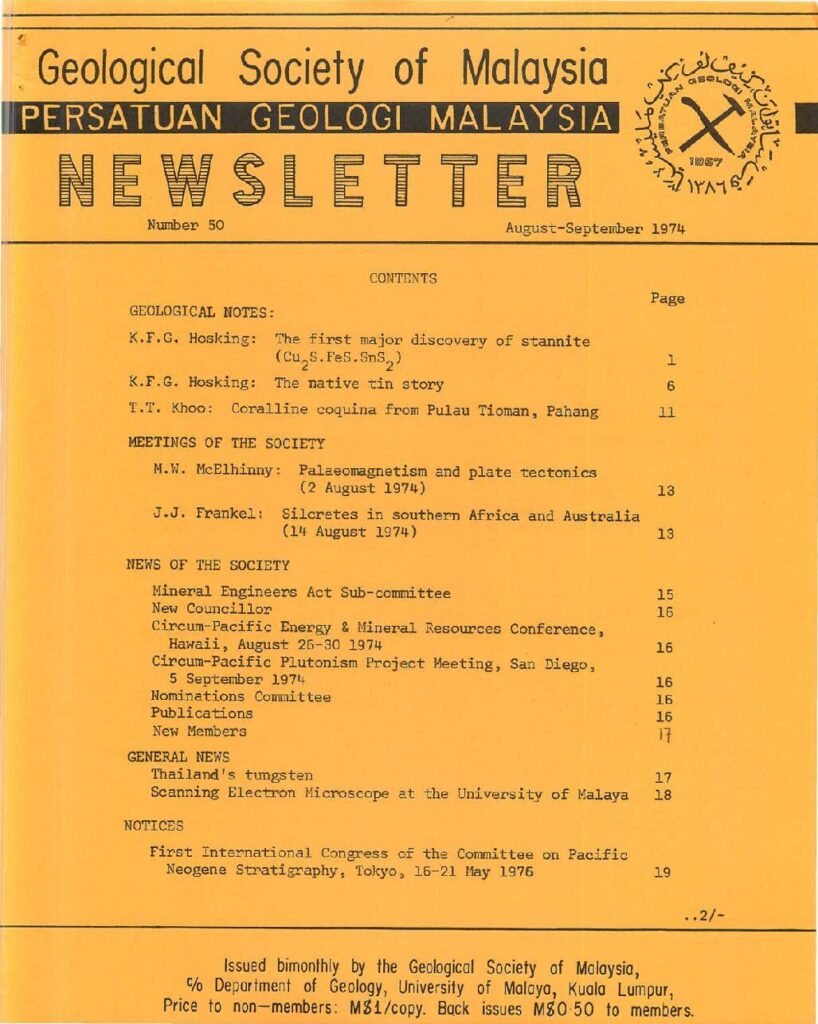 Geological Society of Malaysia
PERSATUAN GEOLOGI MALAYSIA
PERSATUAN GEOLOGI MALAYSIA
1967
١٣٨٦
NEWSLETTER
Number 50
August-September 1974
CONTENTS
Page
GEOLOGICAL NOTES:
K.F.G. Hosking: The first major discovery of stannite
(Cu2S.FeS.SnS2) 1
K.F.G. Hosking: The native tin story 6
T.T. Khoo: Coralline coquina from Pulau Tioman, Pahang 11
MEETINGS OF THE SOCIETY
M.W. McElhinny: Palaeomagnetism and plate tectonics
(2 August 1974) 13
J.J. Frankel: Silcretes in southern Africa and Australia
(14 August 1974) 13
NEWS OF THE SOCIETY
Mineral Engineers Act Sub-committee 15
New Councillor 16
Circum-Pacific Energy & Mineral Resources Conference,
Hawaii, August 26-30 1974 16
Circum-Pacific Plutonism Project Meeting, San Diego,
5 September 1974 16
Nominations Committee 16
Publications 16
New Members 17
GENERAL NEWS
Thailand's tungsten 17
Scanning Electron Microscope at the University of Malaya 18
NOTICES
First International Congress of the Committee on Pacific
Neogene Stratigraphy, Tokyo, 16-21 May 1976 19
..2/-
Issued bimonthly by the Geological Society of Malaysia,
c/o Department of Geology, University of Malaya, Kuala Lumpur,
Price to non-members: M$1/copy. Back issues M$0·50 to members.